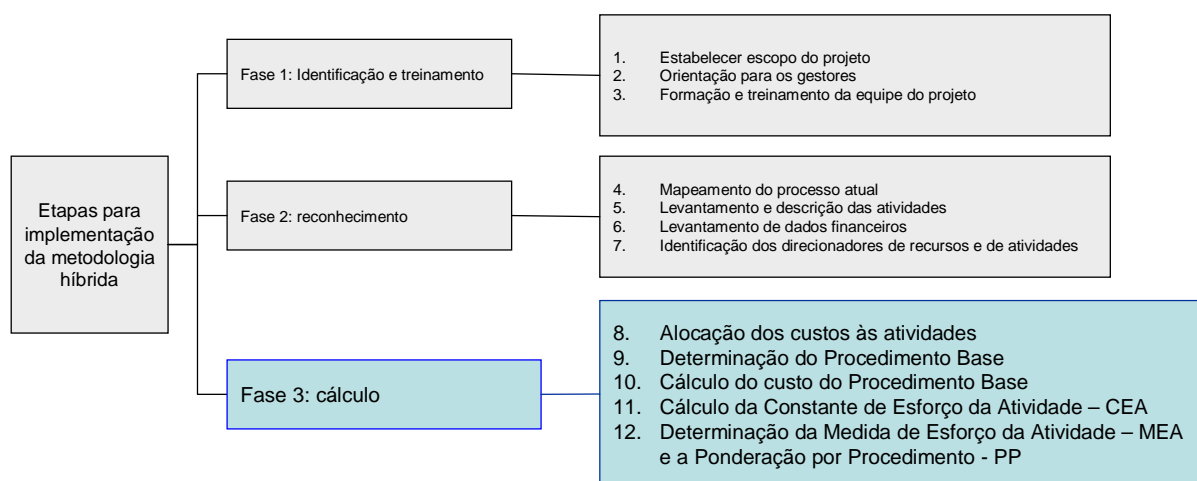 Etapas para
implementação
da metodologia
híbrida
Fase 1: Identificação e treinamento
1. Estabelecer escopo do projeto
2. Orientação para os gestores
3. Formação e treinamento da equipe do projeto
Fase 2: reconhecimento
4. Mapeamento do processo atual
5. Levantamento e descrição das atividades
6. Levantamento de dados financeiros
7. Identificação dos direcionadores de recursos e de atividades
Fase 3: cálculo
8. Alocação dos custos às atividades
9. Determinação do Procedimento Base
10. Cálculo do custo do Procedimento Base
11. Cálculo da Constante de Esforço da Atividade – CEA
12. Determinação da Medida de Esforço da Atividade – MEA
e a Ponderação por Procedimento - PP